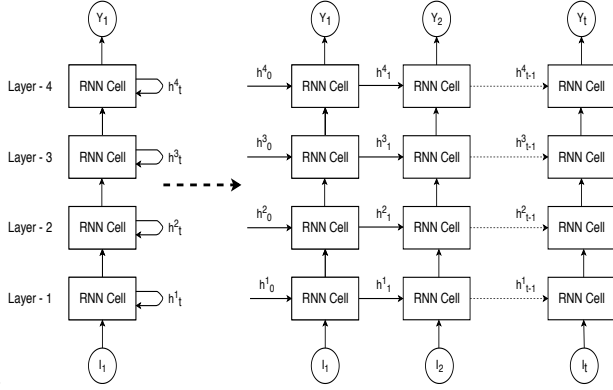 Y₁ Y₁ Y₂ Yₜ
Layer - 4 RNN Cell h⁴ₜ h⁴₀ RNN Cell h⁴₁ RNN Cell h⁴ₜ₋₁ RNN Cell
Layer - 3 RNN Cell h³ₜ h³₀ RNN Cell h³₁ RNN Cell h³ₜ₋₁ RNN Cell
Layer - 2 RNN Cell h²ₜ h²₀ RNN Cell h²₁ RNN Cell h²ₜ₋₁ RNN Cell
Layer - 1 RNN Cell h¹ₜ h¹₀ RNN Cell h¹₁ RNN Cell h¹ₜ₋₁ RNN Cell
I₁ I₁ I₂ Iₜ